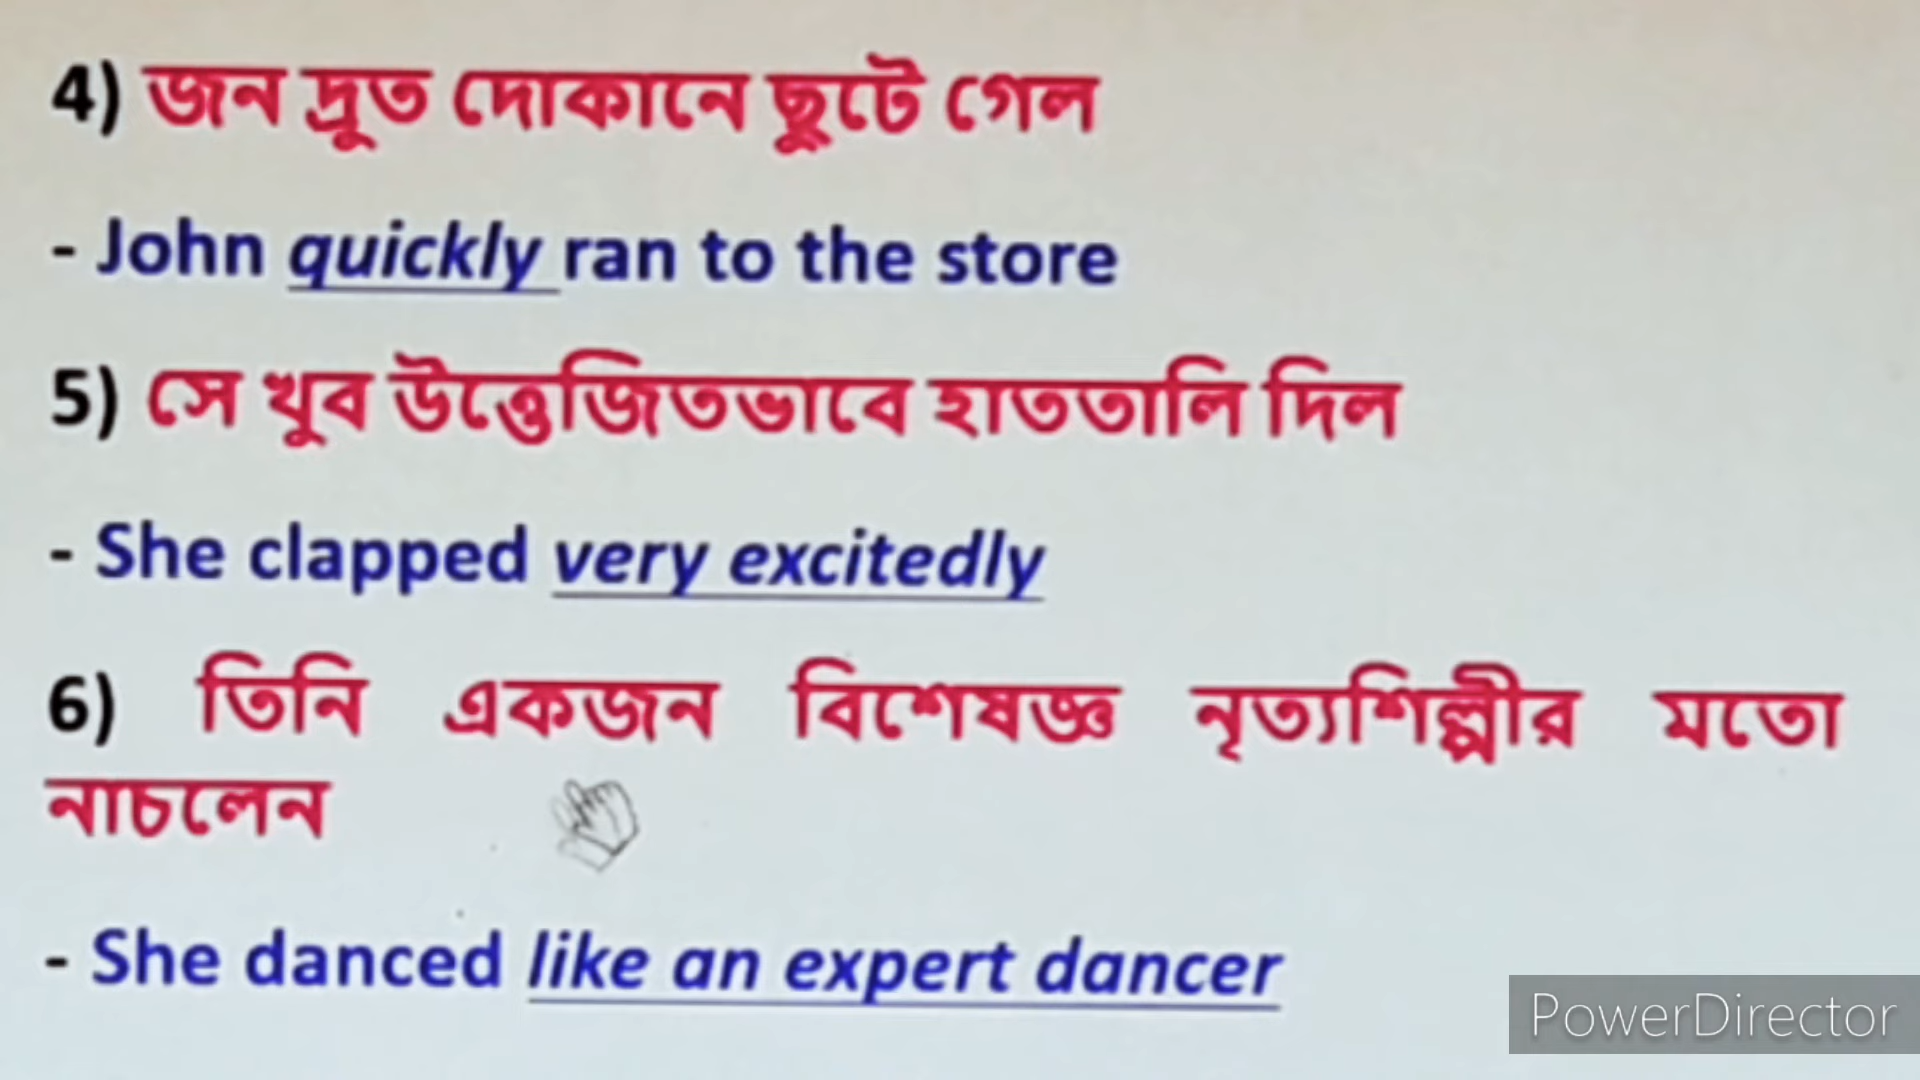 4) জন দ্রুত দোকানে ছুটে গেল
- John quickly ran to the store
5) সে খুব উত্তেজিতভাবে হাততালি দিল
- She clapped very excitedly
6) তিনি একজন বিশেষজ্ঞ নৃত্যশিল্পীর মতো
নাচলেন
- She danced like an expert dancer
PowerDirector